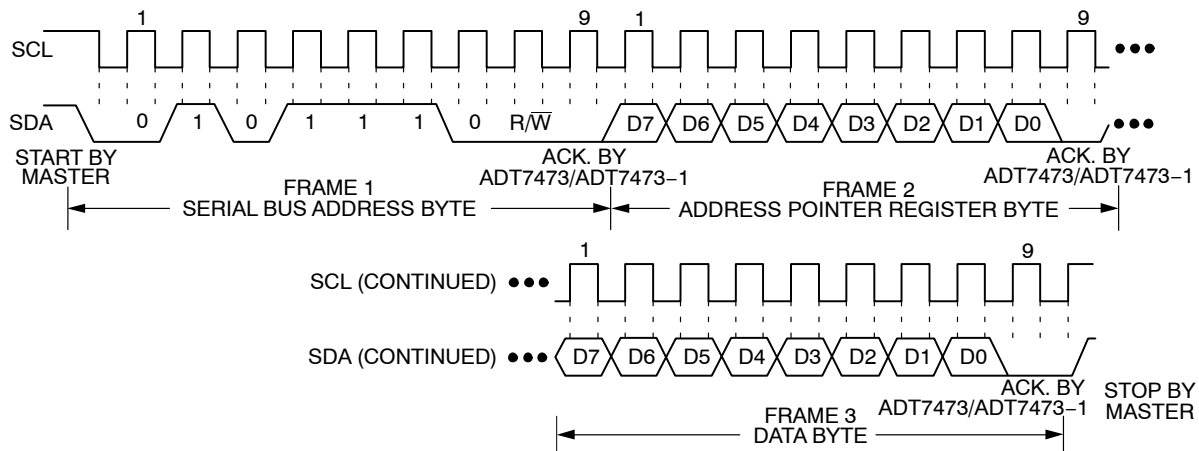 1 9 1 9
SCL
SDA 0 1 0 1 1 1 0 R/W̅ D7 D6 D5 D4 D3 D2 D1 D0
START BY
MASTER
ACK. BY
ADT7473/ADT7473−1
ACK. BY
ADT7473/ADT7473−1
FRAME 1
SERIAL BUS ADDRESS BYTE
FRAME 2
ADDRESS POINTER REGISTER BYTE
1 9
SCL (CONTINUED)
SDA (CONTINUED) D7 D6 D5 D4 D3 D2 D1 D0
ACK. BY
ADT7473/ADT7473−1
STOP BY
MASTER
FRAME 3
DATA BYTE